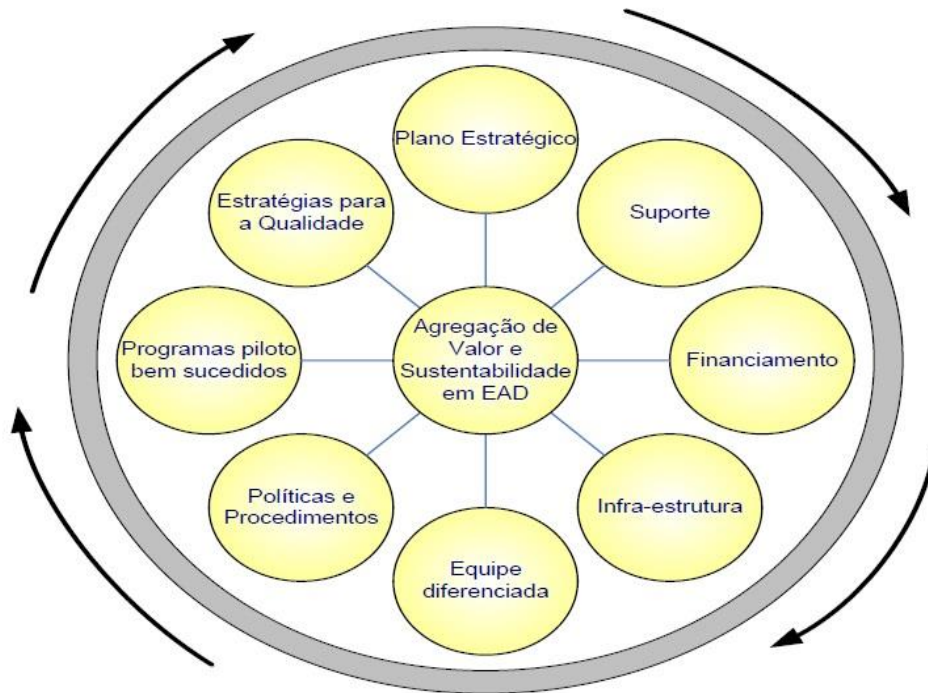 Plano Estratégico
Suporte
Financiamento
Infra-estrutura
Equipe
diferenciada
Políticas e
Procedimentos
Programas piloto
bem sucedidos
Estratégias para
a Qualidade
Agregação de
Valor e
Sustentabilidade
em EAD